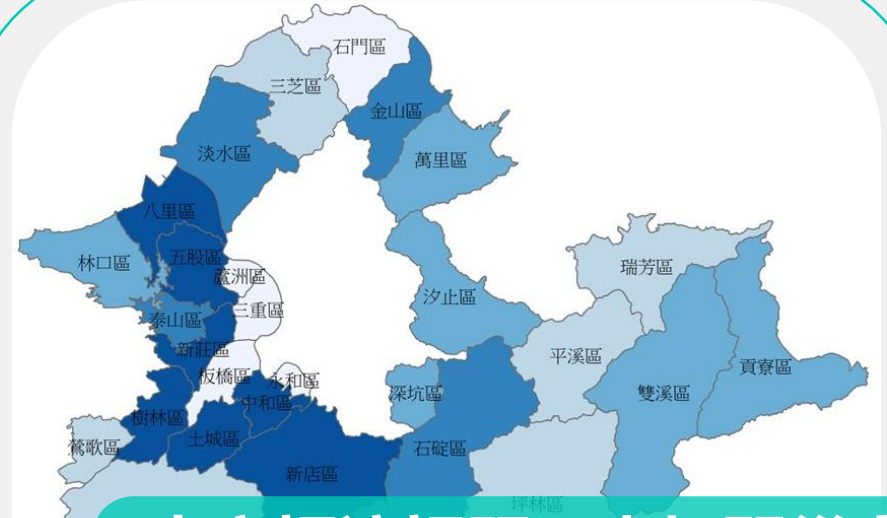 石門區
三芝區
金山區
淡水區
萬里區
八里區
五股區
林口區
蘆洲區
瑞芳區
汐止區
三重區
泰山區
新莊區
平溪區
板橋區
永和區
貢寮區
深坑區
雙溪區
中和區
樹林區
土城區
鶯歌區
石碇區
新店區
坪林區